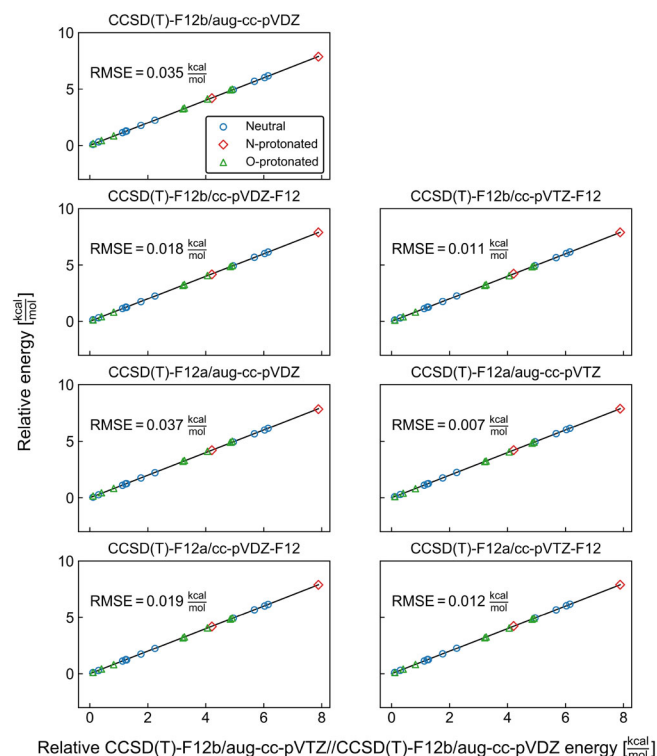 CCSD(T)-F12b/aug-cc-pVDZ
10
RMSE = 0.035 kcal/mol
5
Neutral
N-protonated
O-protonated
0
CCSD(T)-F12b/cc-pVDZ-F12
CCSD(T)-F12b/cc-pVTZ-F12
10
RMSE = 0.018 kcal/mol
RMSE = 0.011 kcal/mol
5
0
Relative energy [kcal/mol]
CCSD(T)-F12a/aug-cc-pVDZ
CCSD(T)-F12a/aug-cc-pVTZ
10
RMSE = 0.037 kcal/mol
RMSE = 0.007 kcal/mol
5
0
CCSD(T)-F12a/cc-pVDZ-F12
CCSD(T)-F12a/cc-pVTZ-F12
10
RMSE = 0.019 kcal/mol
RMSE = 0.012 kcal/mol
5
0
0 2 4 6 8
0 2 4 6 8
Relative CCSD(T)-F12b/aug-cc-pVTZ//CCSD(T)-F12b/aug-cc-pVDZ energy [kcal/mol]